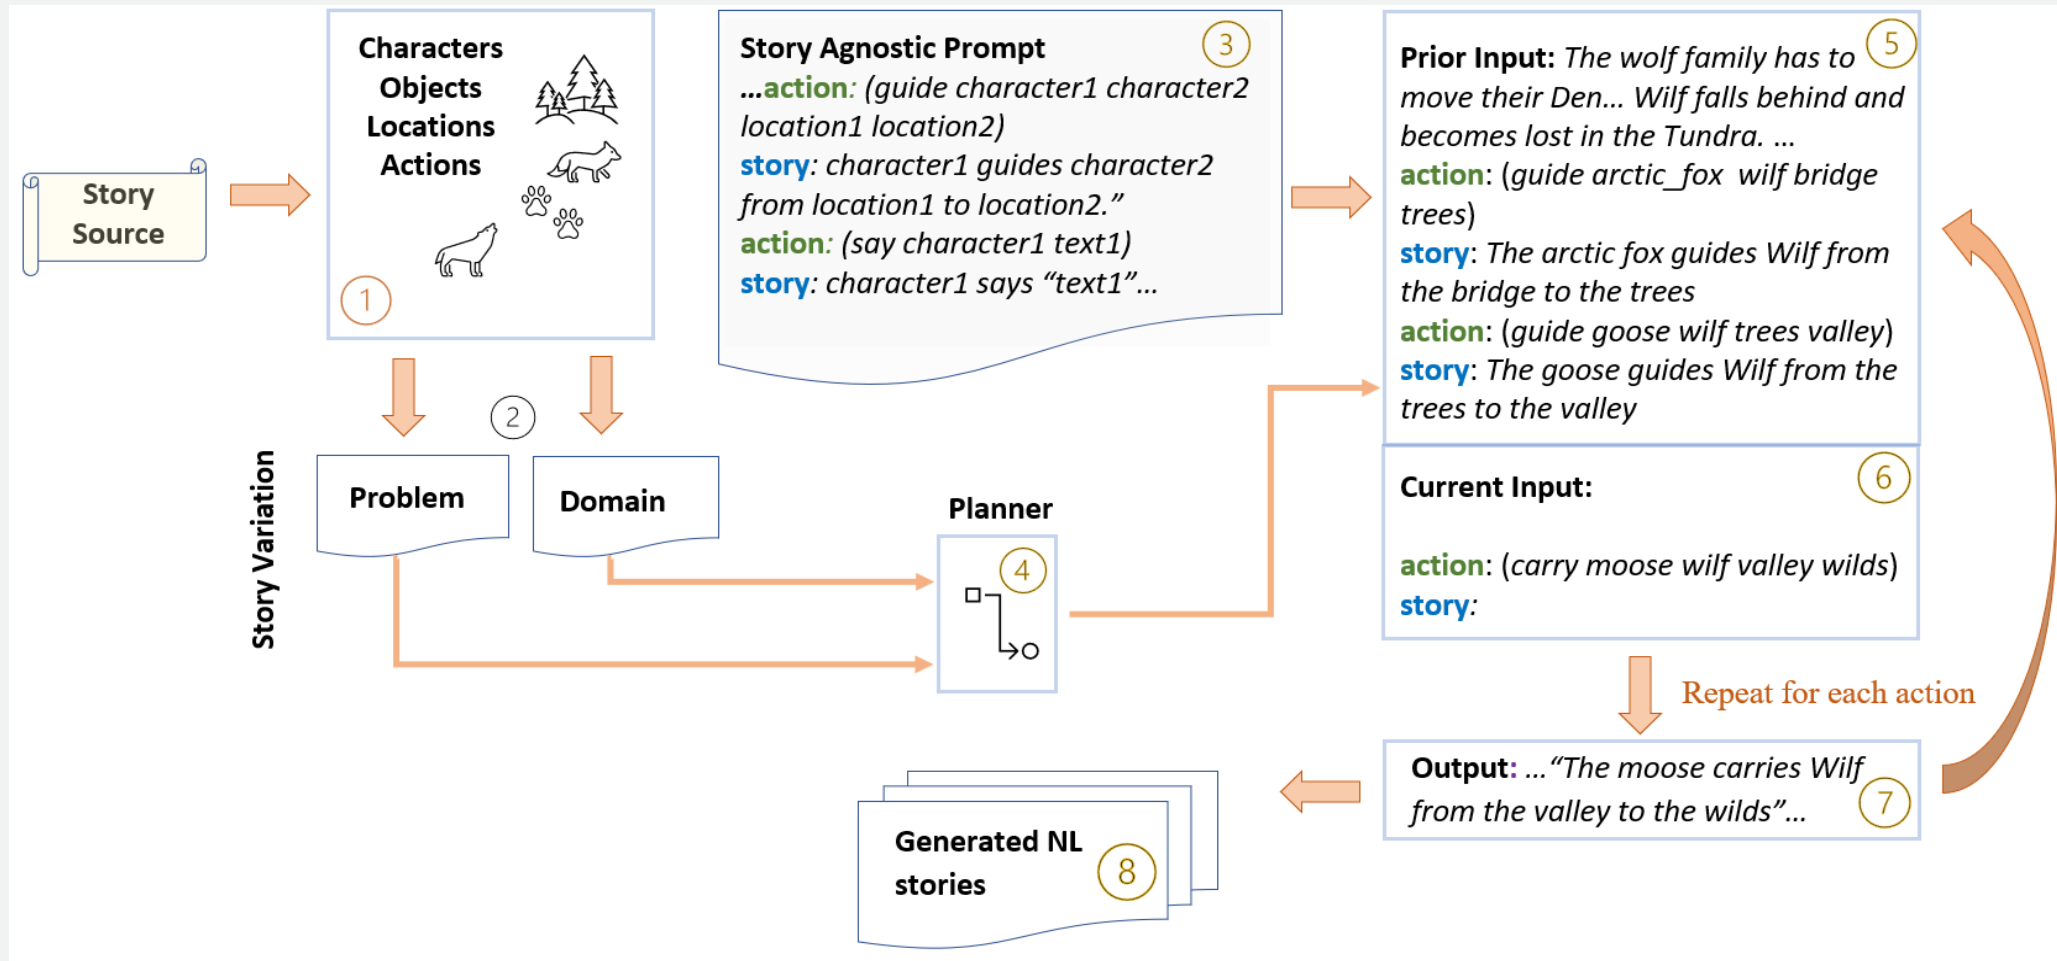 Story
Source
Characters
Objects
Locations
Actions
1
2
Story Variation
Problem
Domain
Story Agnostic Prompt
3
...action: (guide character1 character2
location1 location2)
story: character1 guides character2
from location1 to location2.”
action: (say character1 text1)
story: character1 says “text1”...
Planner
4
5
Prior Input: The wolf family has to
move their Den... Wilf falls behind and
becomes lost in the Tundra. ...
action: (guide arctic_fox wilf bridge
trees)
story: The arctic fox guides Wilf from
the bridge to the trees
action: (guide goose wilf trees valley)
story: The goose guides Wilf from the
trees to the valley
6
Current Input:
action: (carry moose wilf valley wilds)
story:
Repeat for each action
Output: ...“The moose carries Wilf
from the valley to the wilds”...
7
Generated NL
stories
8